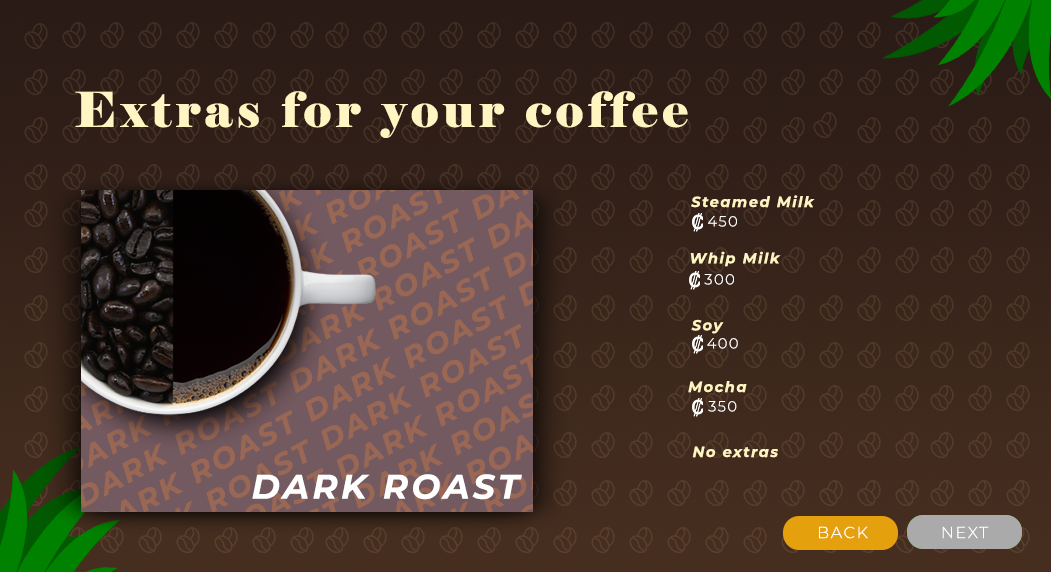 Extras for your coffee
DARK ROAST
Steamed Milk
₡ 450
Whip Milk
₡ 300
Soy
₡ 400
Mocha
₡ 350
No extras
BACK
NEXT